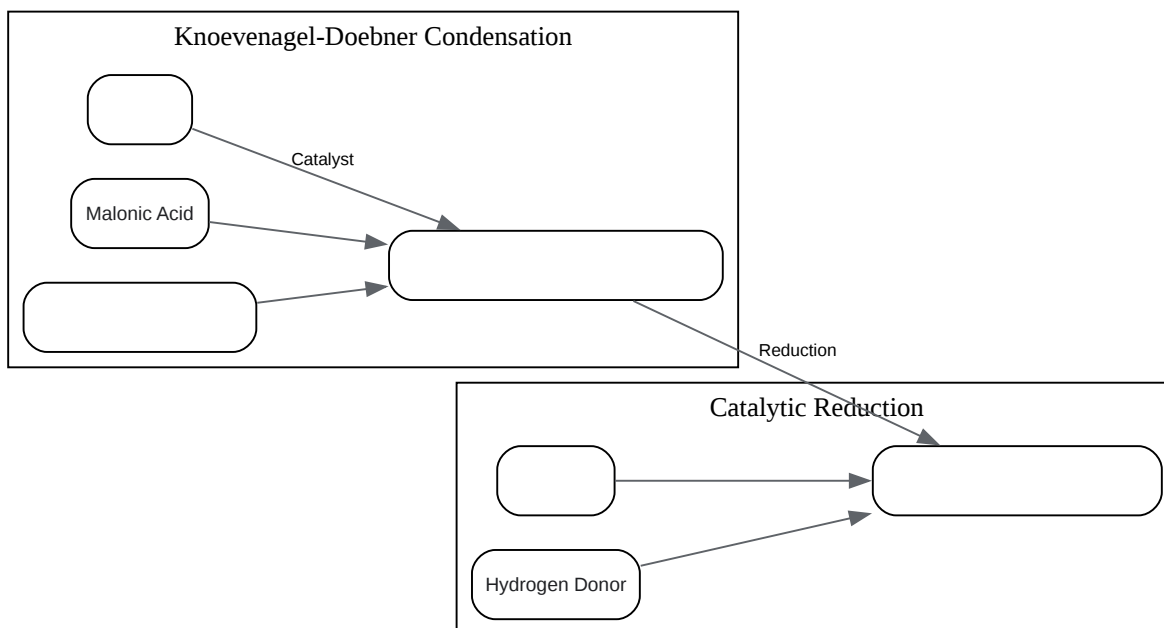 Knoevenagel-Doebner Condensation
Catalyst
Malonic Acid
Reduction
Catalytic Reduction
Hydrogen Donor